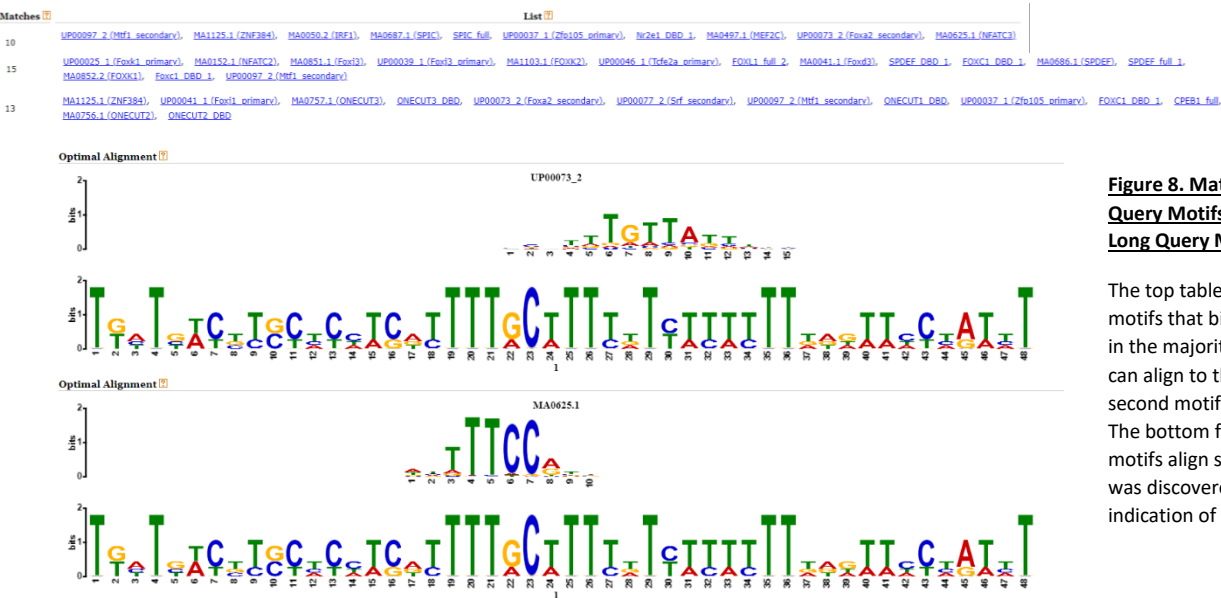 Matches ? List ?
10 UP00097_2 (Mtf1_secondary), MA1125.1 (ZNF384), MA0050.2 (IRF1), MA0687.1 (SPIC), SPIC_full, UP00037_1 (Zfp105_primary), Nr2e1_DBD_1, MA0497.1 (MEF2C), UP00073_2 (Foxa2_secondary), MA0625.1 (NFATC3)
15 UP00025_1 (Foxk1_primary), MA0152.1 (NFATC2), MA0851.1 (Foxj3), UP00039_1 (Foxj3_primary), MA1103.1 (FOXK2), UP00046_1 (Tcfe2a_primary), FOXL1_full_2, MA0041.1 (Foxd3), SPDEF_DBD_1, FOXC1_DBD_1, MA0686.1 (SPDEF), SPDEF_full_1,
MA0852.2 (FOXK1), Foxc1_DBD_1, UP00097_2 (Mtf1_secondary)
13 MA1125.1 (ZNF384), UP00041_1 (Foxj1_primary), MA0757.1 (ONECUT3), ONECUT3_DBD, UP00073_2 (Foxa2_secondary), UP00077_2 (Srf_secondary), UP00097_2 (Mtf1_secondary), ONECUT1_DBD, UP00037_1 (Zfp105_primary), FOXC1_DBD_1, CPEB1_full,
MA0756.1 (ONECUT2), ONECUT2_DBD
Optimal Alignment ?
UP00073_2
Optimal Alignment ?
MA0625.1
Figure 8. Mat
Query Motifs
Long Query M
The top table
motifs that bi
in the majorit
can align to th
second motif
The bottom f
motifs align s
was discovere
indication of